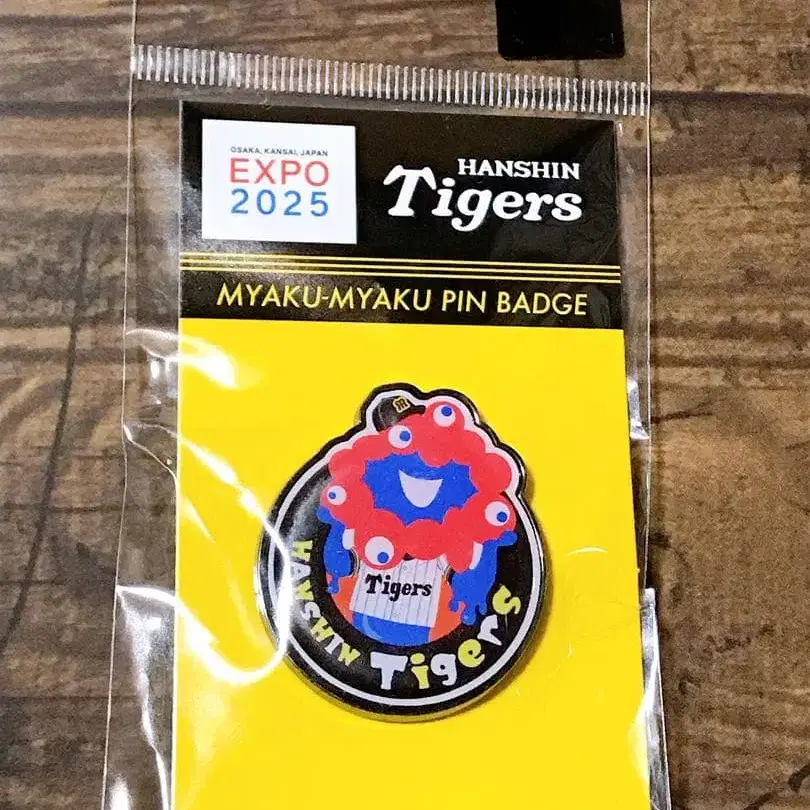 OSAKA, KANSAI, JAPAN
EXPO
2025
HANSHIN
Tigers
MYAKU-MYAKU PIN BADGE
Tigers
HANSHIN Tigers